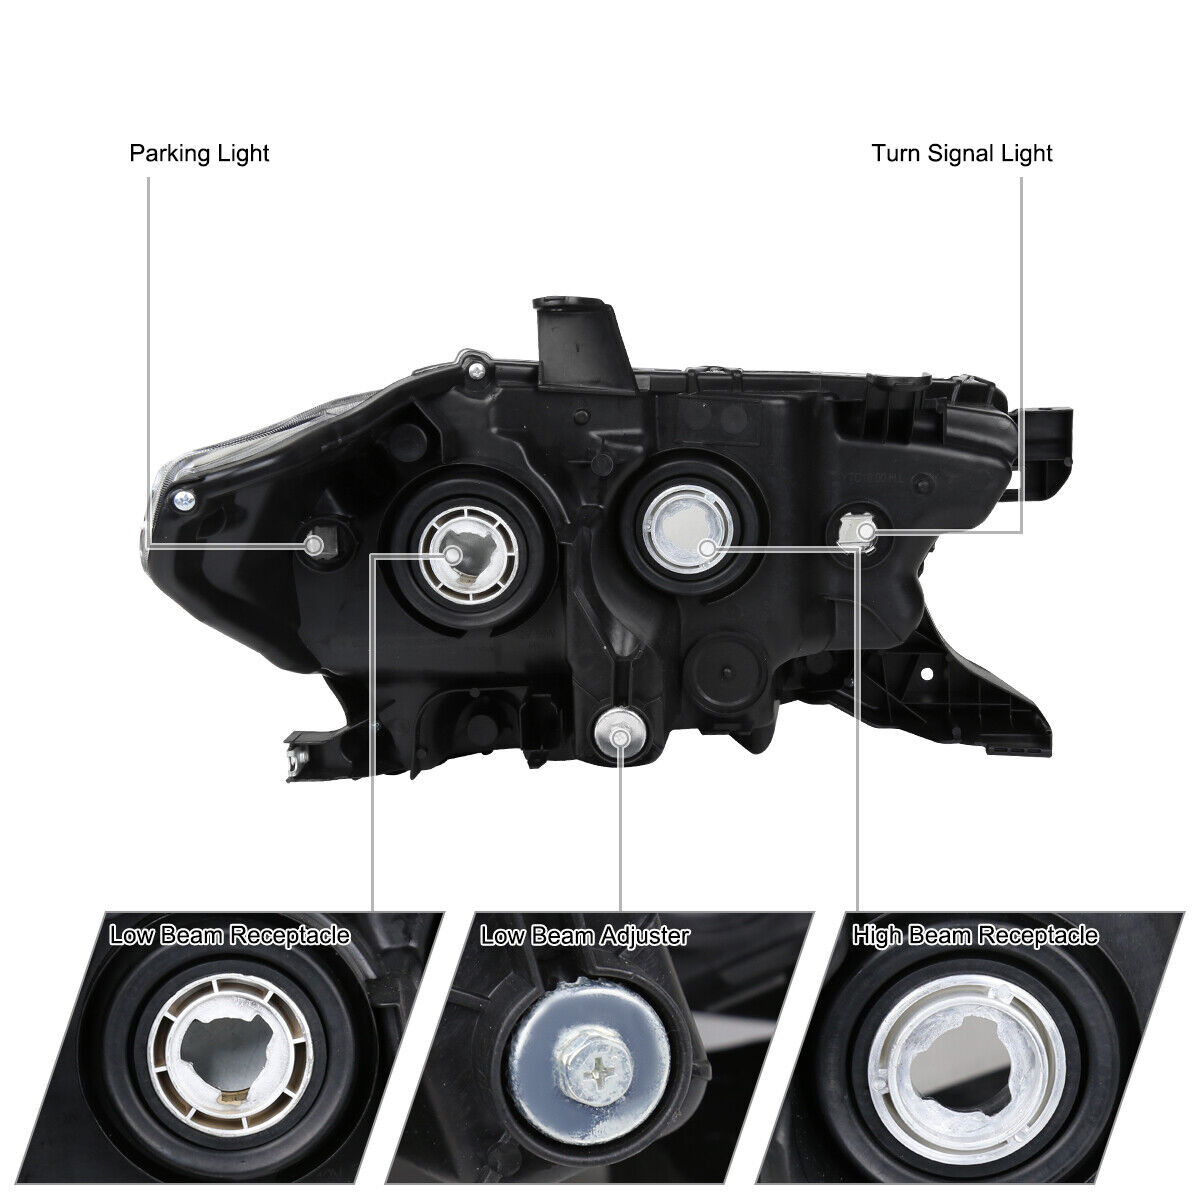 Parking Light
Turn Signal Light
Low Beam Receptacle
Low Beam Adjuster
High Beam Receptacle